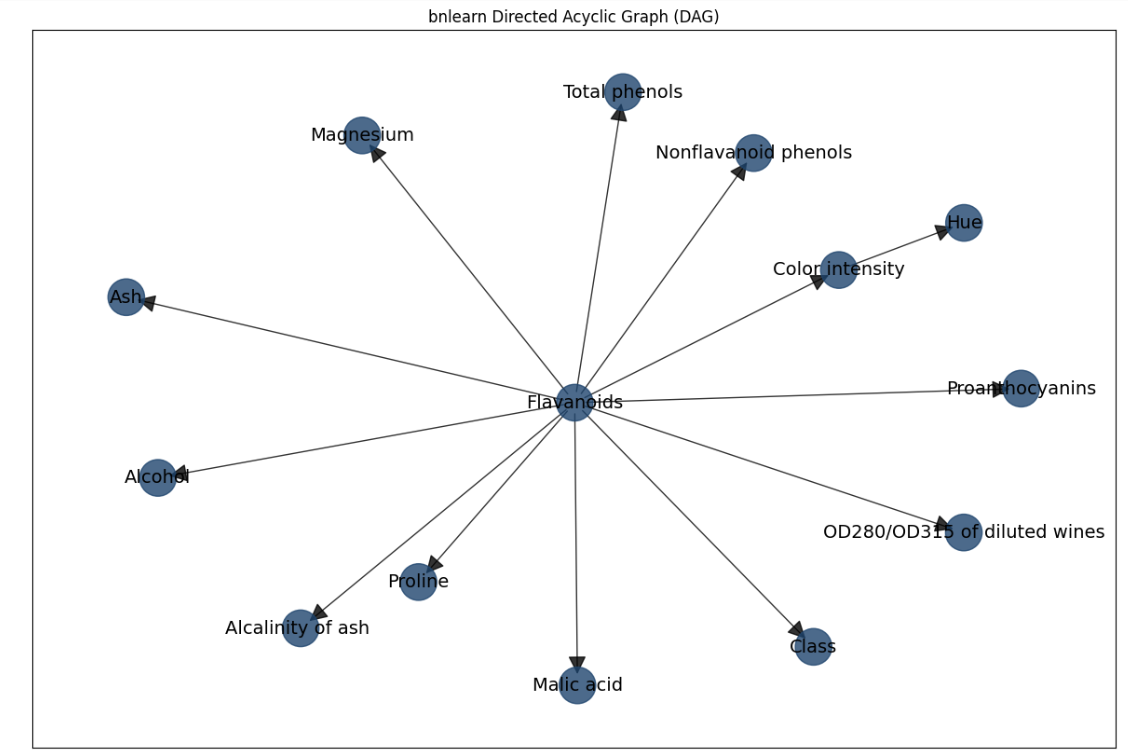 bnlearn Directed Acyclic Graph (DAG)
Total phenols
Magnesium
Nonflavanoid phenols
Hue
Color intensity
Ash
Proanthocyanins
Flavanoids
Alcohol
OD280/OD315 of diluted wines
Proline
Alcalinity of ash
Class
Malic acid